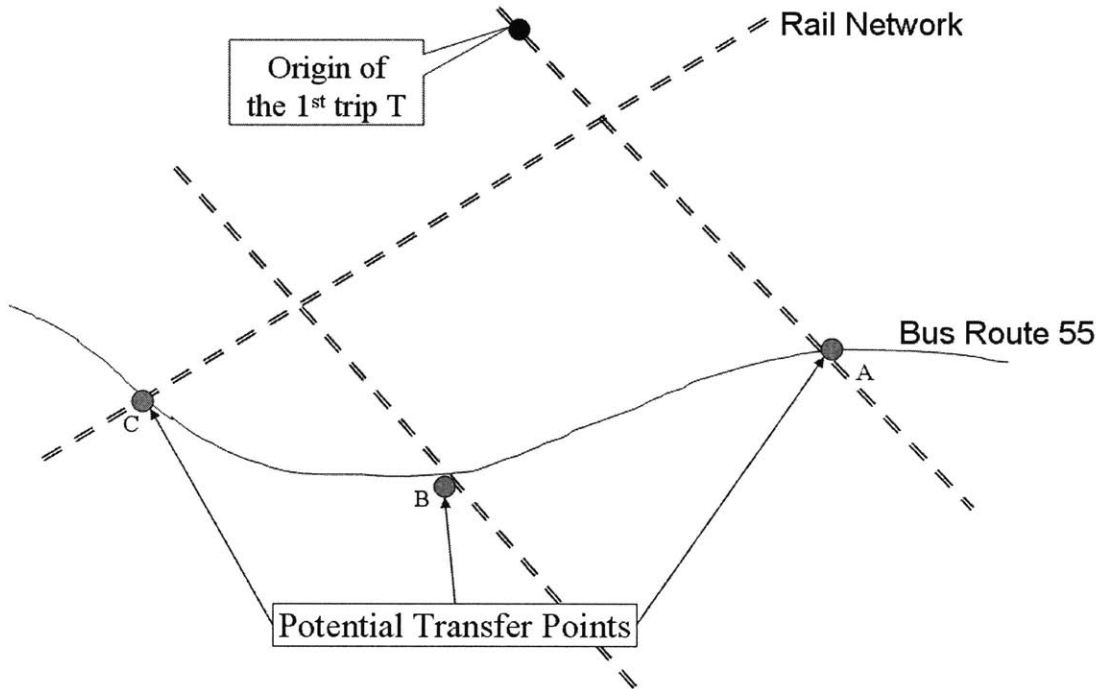 Rail Network
Origin of
the 1st trip T
Bus Route 55
A
C
B
Potential Transfer Points